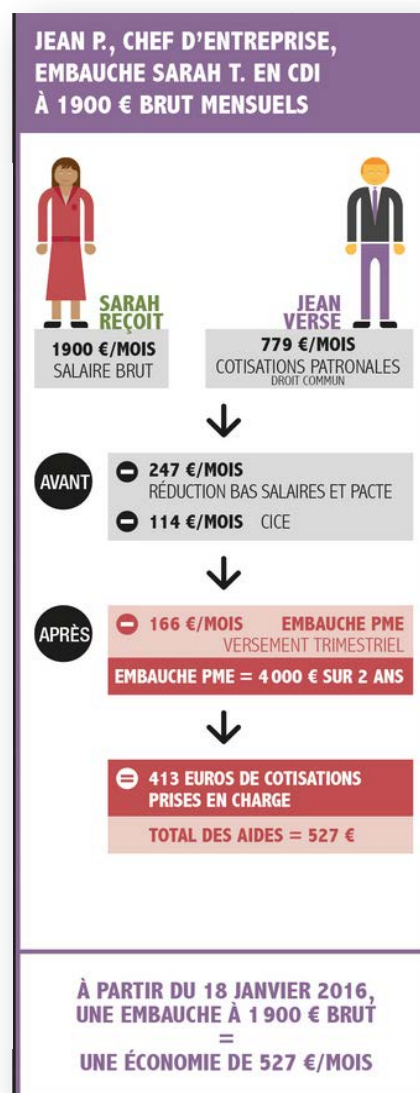 JEAN P., CHEF D'ENTREPRISE,
EMBAUCHE SARAH T. EN CDI
À 1900 € BRUT MENSUELS
SARAH
REÇOIT
1900 €/MOIS
SALAIRE BRUT
JEAN
VERSE
779 €/MOIS
COTISATIONS PATRONALES
DROIT COMMUN
AVANT
247 €/MOIS
RÉDUCTION BAS SALAIRES ET PACTE
114 €/MOIS CICE
APRÈS
166 €/MOIS EMBAUCHE PME
VERSEMENT TRIMESTRIEL
EMBAUCHE PME = 4 000 € SUR 2 ANS
= 413 EUROS DE COTISATIONS
PRISES EN CHARGE
TOTAL DES AIDES = 527 €
À PARTIR DU 18 JANVIER 2016,
UNE EMBAUCHE À 1 900 € BRUT
=
UNE ÉCONOMIE DE 527 €/MOIS